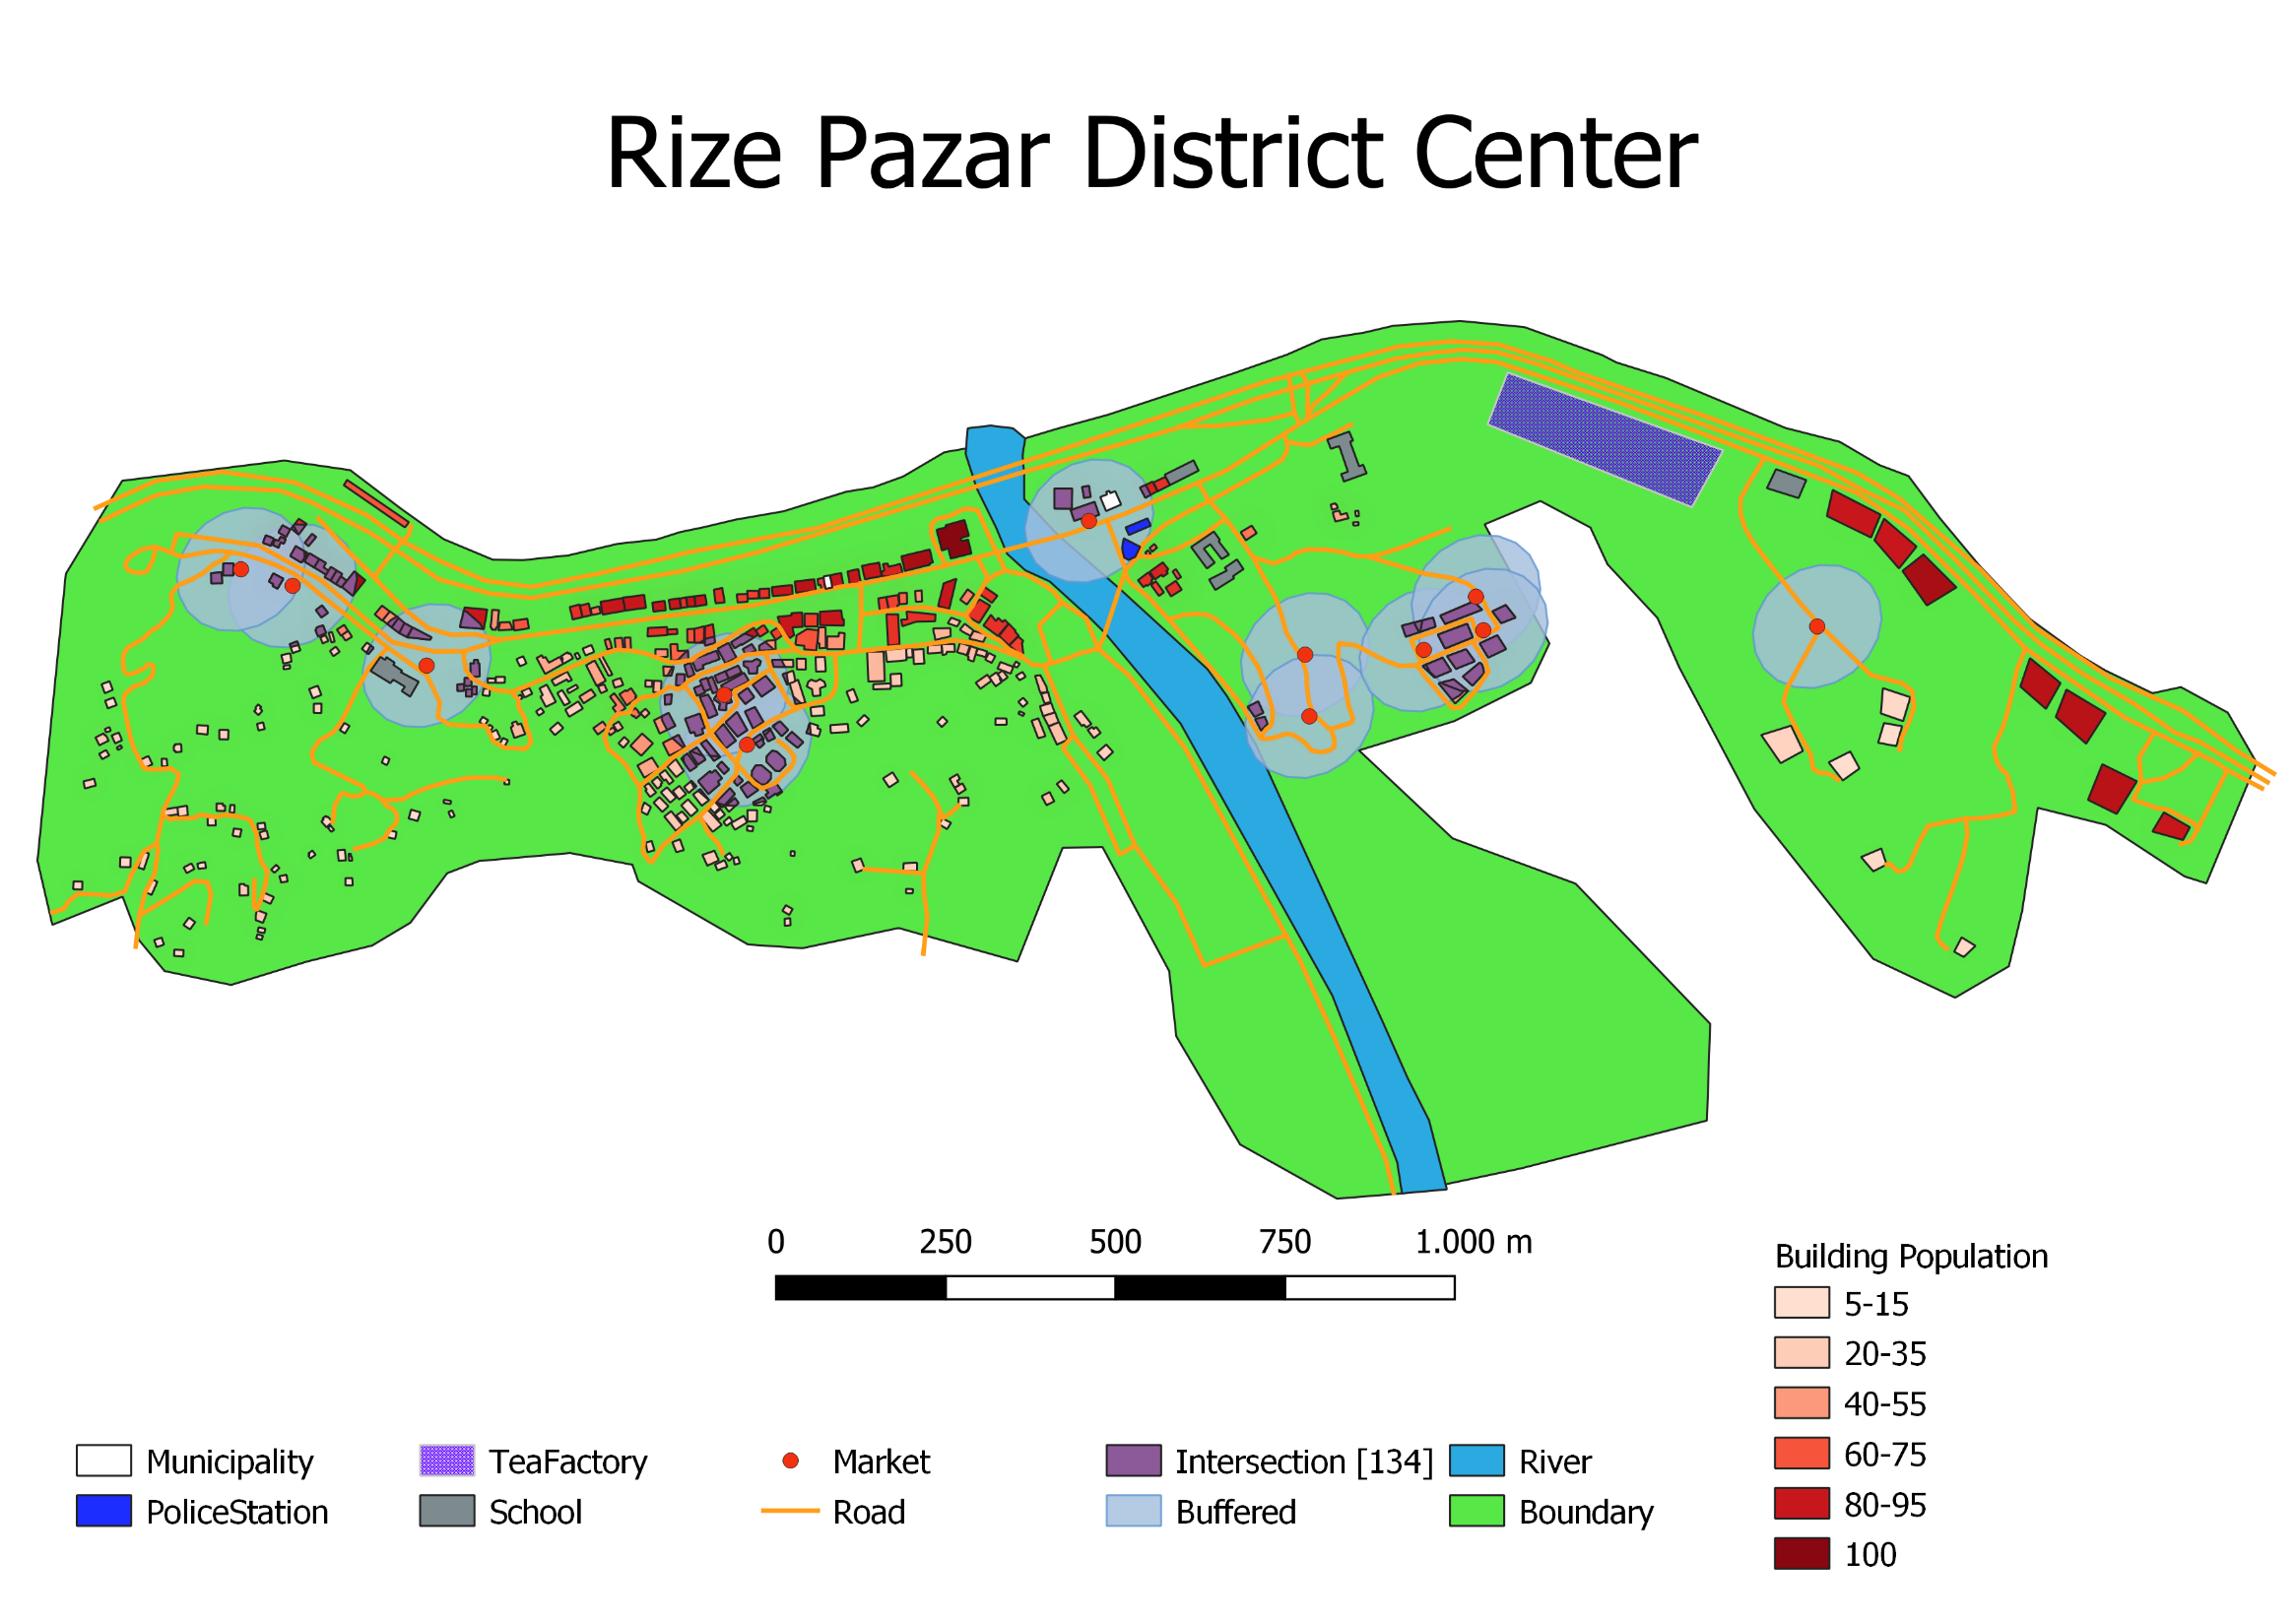 Rize Pazar District Center
0 250 500 750 1.000 m
Building Population
5-15
20-35
40-55
60-75
80-95
100
Municipality TeaFactory Market Intersection [134] River
PoliceStation School Road Buffered Boundary